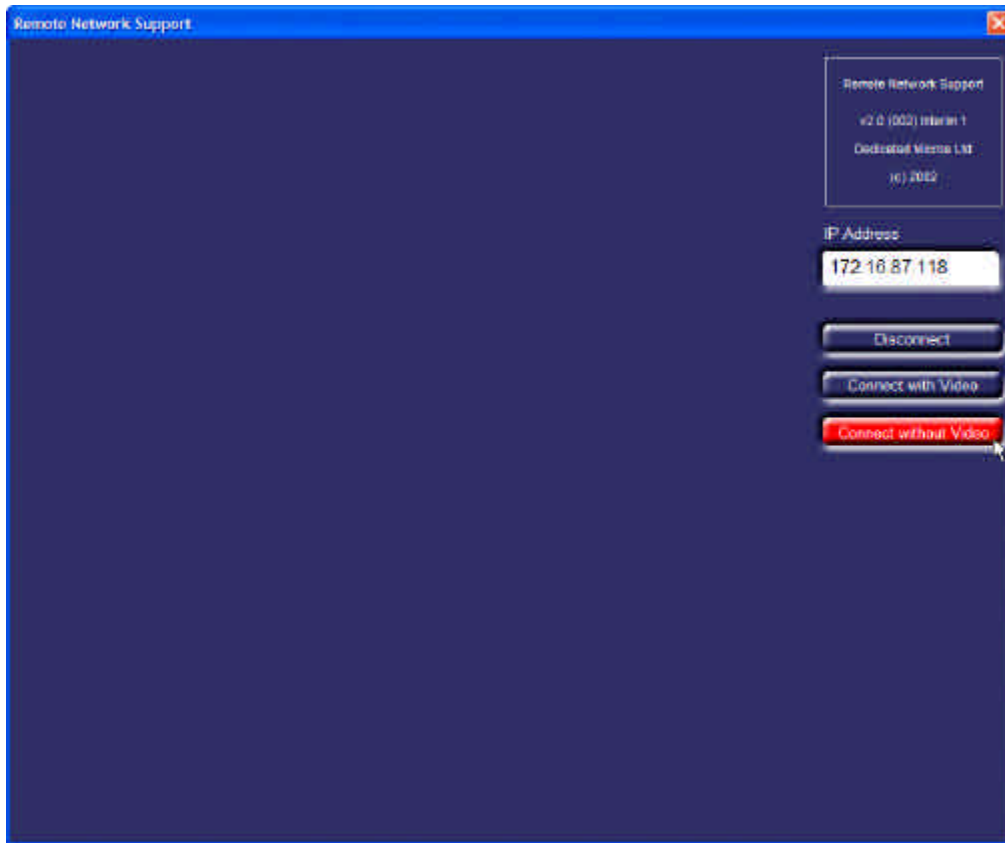 Remote Network Support
Remote Network Support
v2.0 (002) Interim 1
Dedicated Micros Ltd
(c) 2002
IP Address
172.16.87.118
Disconnect
Connect with Video
Connect without Video